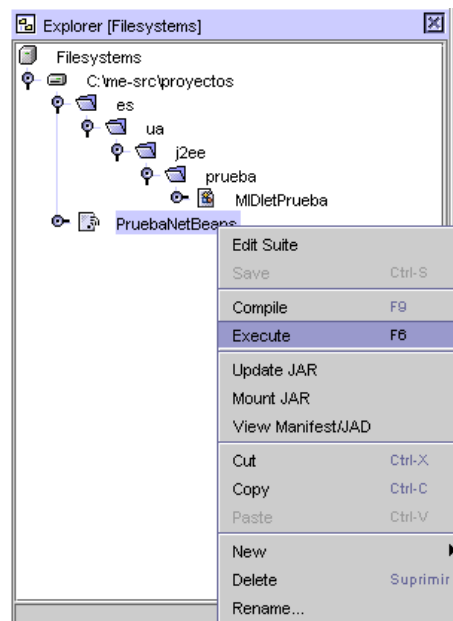 Explorer [Filesystems]
Filesystems
C:\me-src\proyectos
es
ua
j2ee
prueba
MIDletPrueba
PruebaNetBeans
Edit Suite
Save Ctrl-S
Compile F9
Execute F6
Update JAR
Mount JAR
View Manifest/JAD
Cut Ctrl-X
Copy Ctrl-C
Paste Ctrl-V
New
Delete Suprimir
Rename...